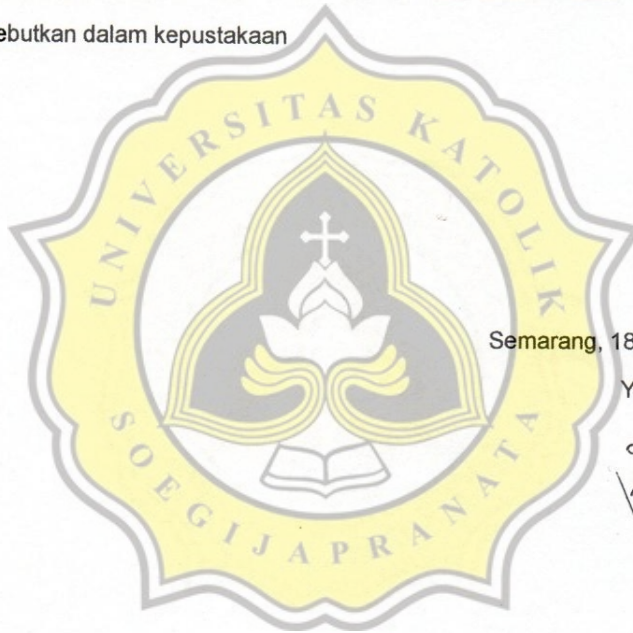 ebutkan dalam kepustakaan
UNIVERSITAS KATOLIK
Semarang, 18
Y
SOEGIJAPRANATA